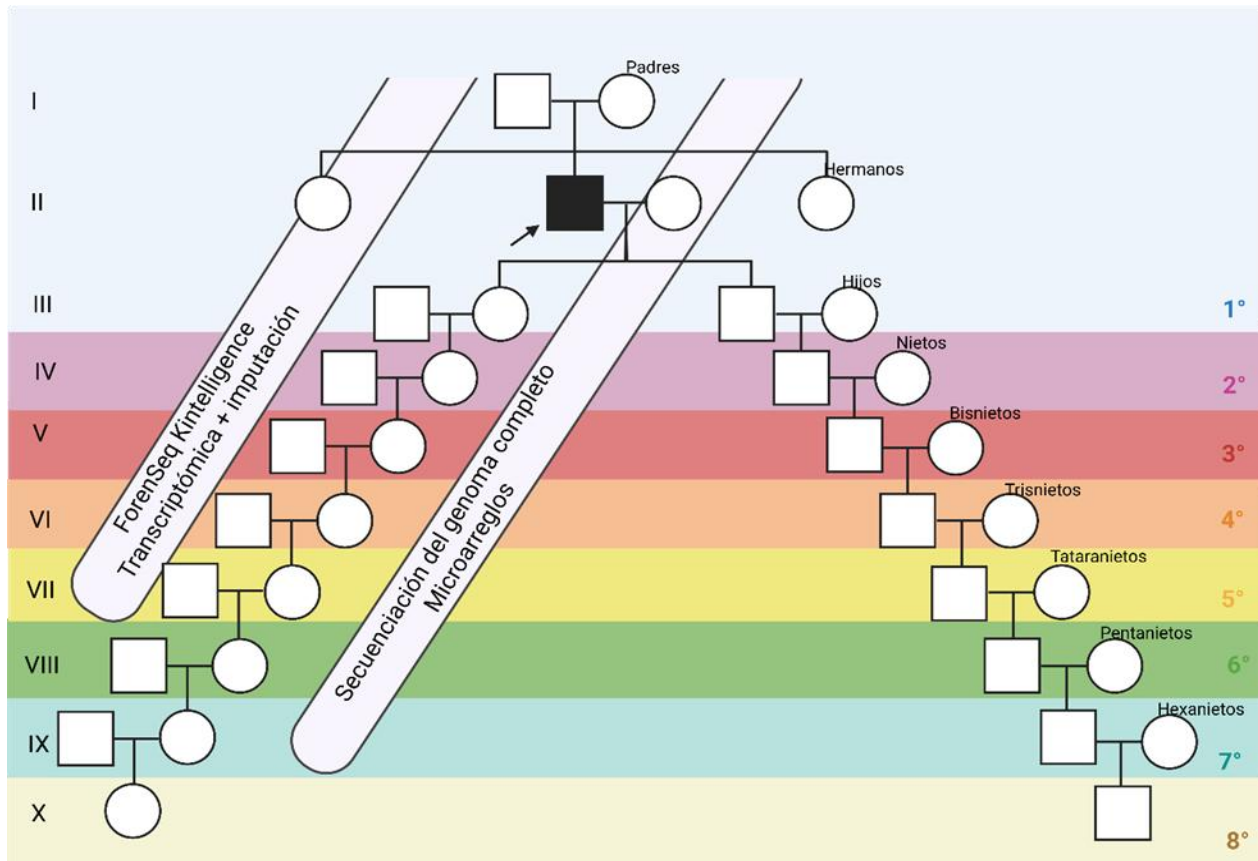 Padres
I
Hermanos
II
Hijos
III
1°
Nietos
IV
2°
Bisnietos
V
3°
Trisnietos
VI
4°
Tataranietos
VII
5°
Pentanietos
VIII
6°
Hexanietos
IX
7°
X
8°
ForenSeq Kintelligence
Transcriptómica + imputación
Secuenciación del genoma completo
Microarreglos